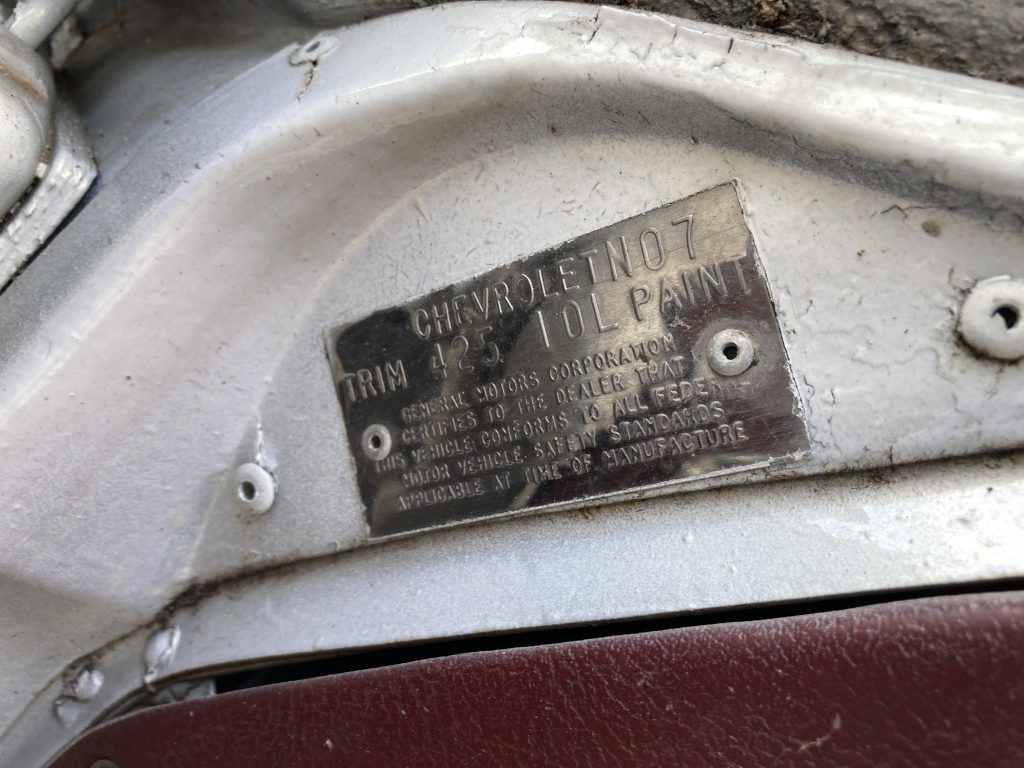 CHEVROLET N07
TRIM 425 10L PAINT
GENERAL MOTORS CORPORATION
CERTIFIES TO THE DEALER THAT
THIS VEHICLE CONFORMS TO ALL FEDERAL
MOTOR VEHICLE SAFETY STANDARDS
APPLICABLE AT TIME OF MANUFACTURE